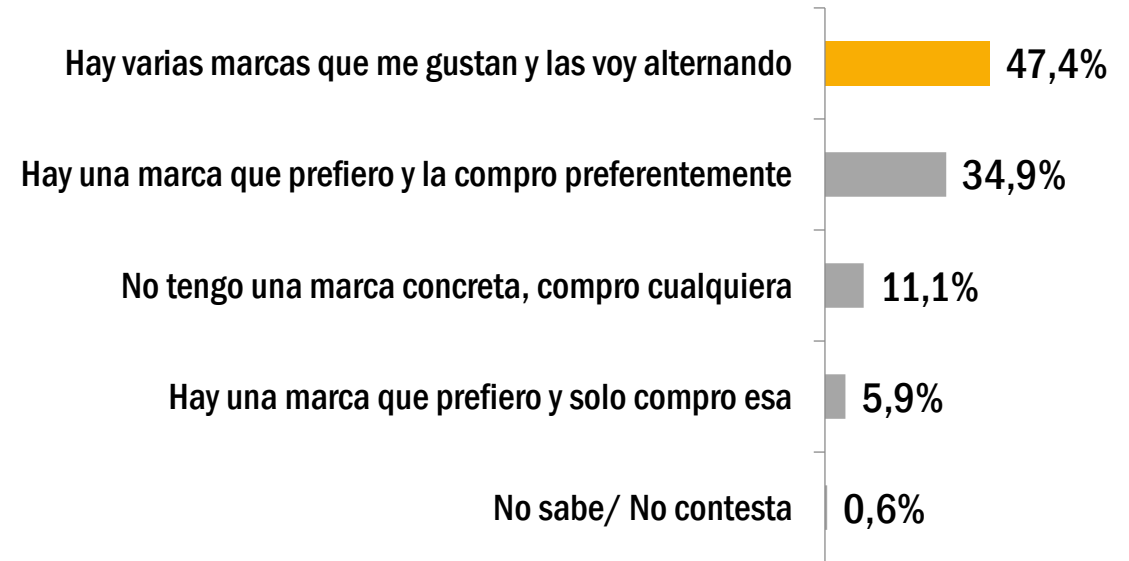 Hay varias marcas que me gustan y las voy alternando 47,4%
Hay una marca que prefiero y la compro preferentemente 34,9%
No tengo una marca concreta, compro cualquiera 11,1%
Hay una marca que prefiero y solo compro esa 5,9%
No sabe/ No contesta 0,6%